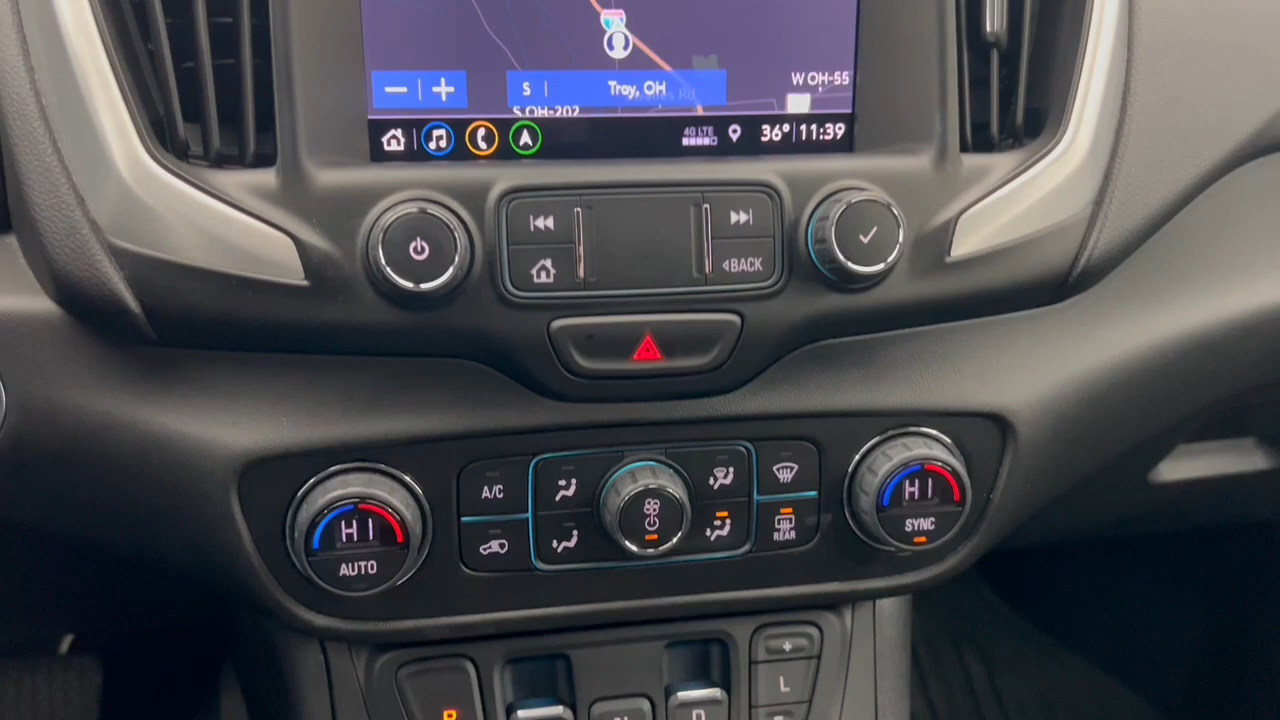 W OH-55
S Troy, OH
S OH-202
4G LTE
36° 11:39
BACK
A/C
REAR
HI
AUTO
HI
SYNC
+
L
P
N
D